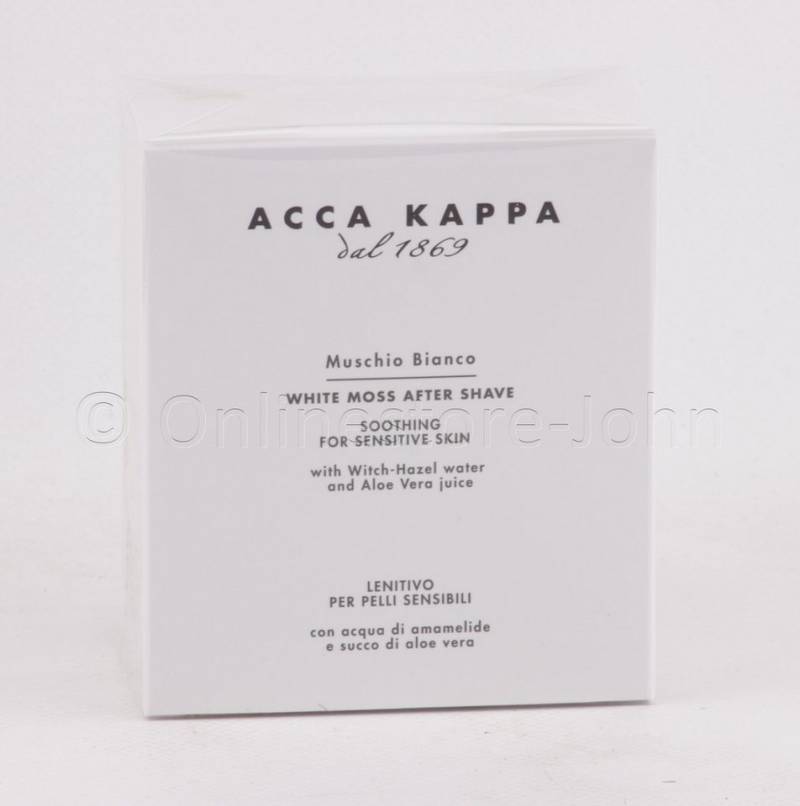 ACCA KAPPA
dal 1869
Muschio Bianco
WHITE MOSS AFTER SHAVE
© Onlinestore-John
SOOTHING
FOR SENSITIVE SKIN
with Witch-Hazel water
and Aloe Vera juice
LENITIVO
PER PELLI SENSIBILI
con acqua di amamelide
e succo di aloe vera